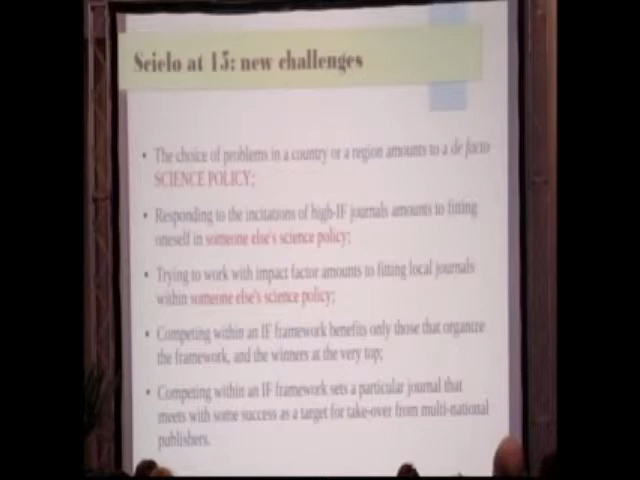 Scielo at 15: new challenges
• The choice of problems in a country or a region amounts to a de facto
SCIENCE POLICY;
• Responding to the incitations of high-IF journals amounts to fitting
oneself in someone else's science policy;
• Trying to work with impact factor amounts to fitting local journals
within someone else's science policy;
• Competing within an IF framework benefits only those that organize
the framework, and the winners at the very top;
• Competing within an IF framework sets a particular journal that
meets with some success as a target for take-over from multi-national
publishers.